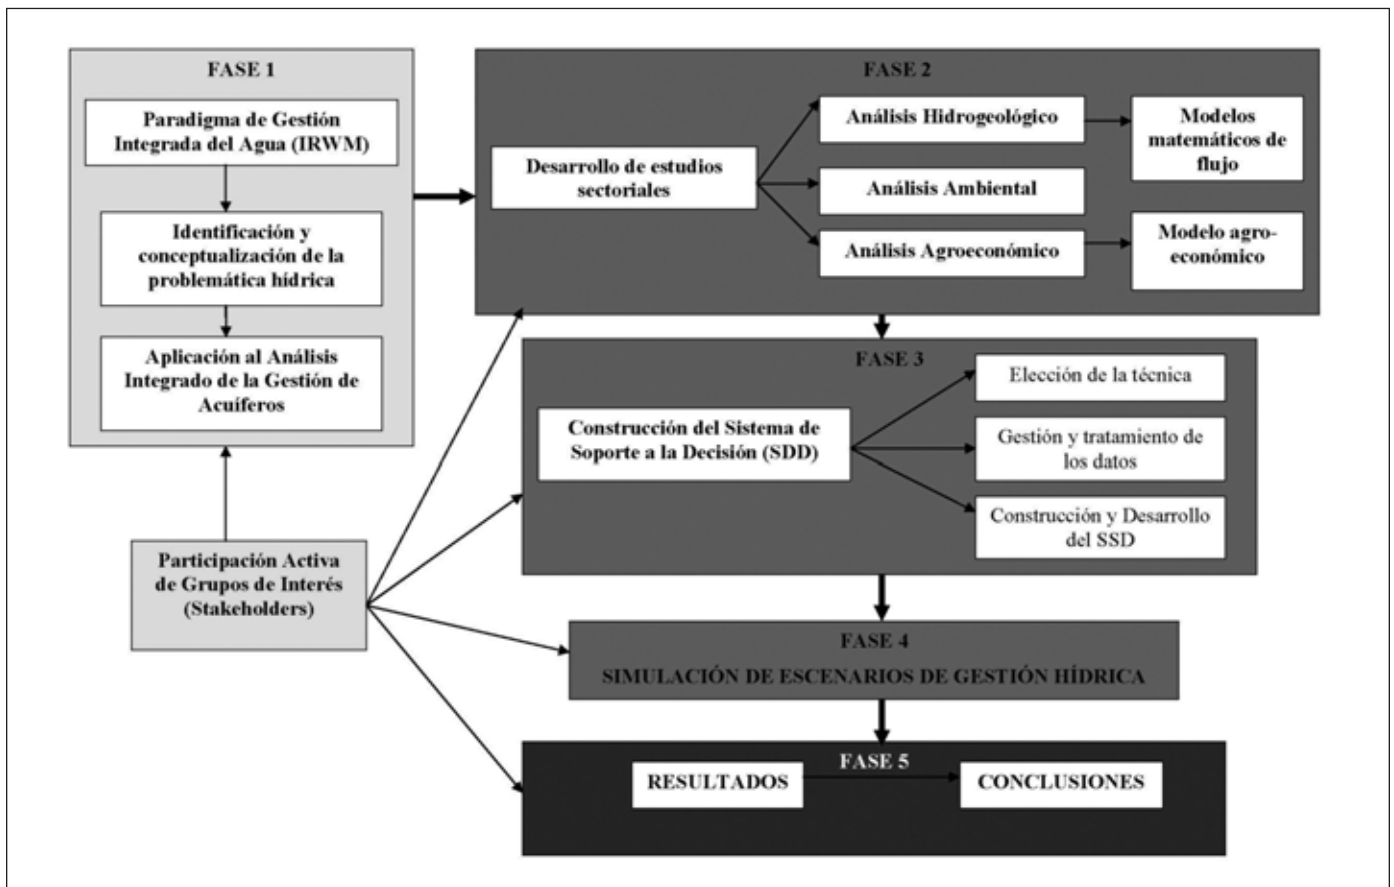 FASE 1
Paradigma de Gestión
Integrada del Agua (IRWM)
Identificación y
conceptualización de la
problemática hídrica
Aplicación al Análisis
Integrado de la Gestión de
Acuíferos
Participación Activa
de Grupos de Interés
(Stakeholders)
FASE 2
Desarrollo de estudios
sectoriales
Análisis Hidrogeológico
Análisis Ambiental
Análisis Agroeconómico
Modelos
matemáticos de
flujo
Modelo agro-
económico
FASE 3
Construcción del Sistema de
Soporte a la Decisión (SDD)
Elección de la técnica
Gestión y tratamiento de
los datos
Construcción y Desarrollo
del SSD
FASE 4
SIMULACIÓN DE ESCENARIOS DE GESTIÓN HÍDRICA
FASE 5
RESULTADOS
CONCLUSIONES